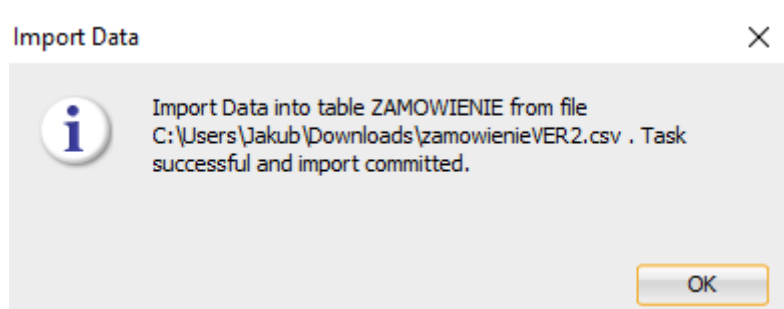 Import Data
Import Data into table ZAMOWIENIE from file
C:\Users\Jakub\Downloads\zamowienieVER2.csv . Task
successful and import committed.
OK